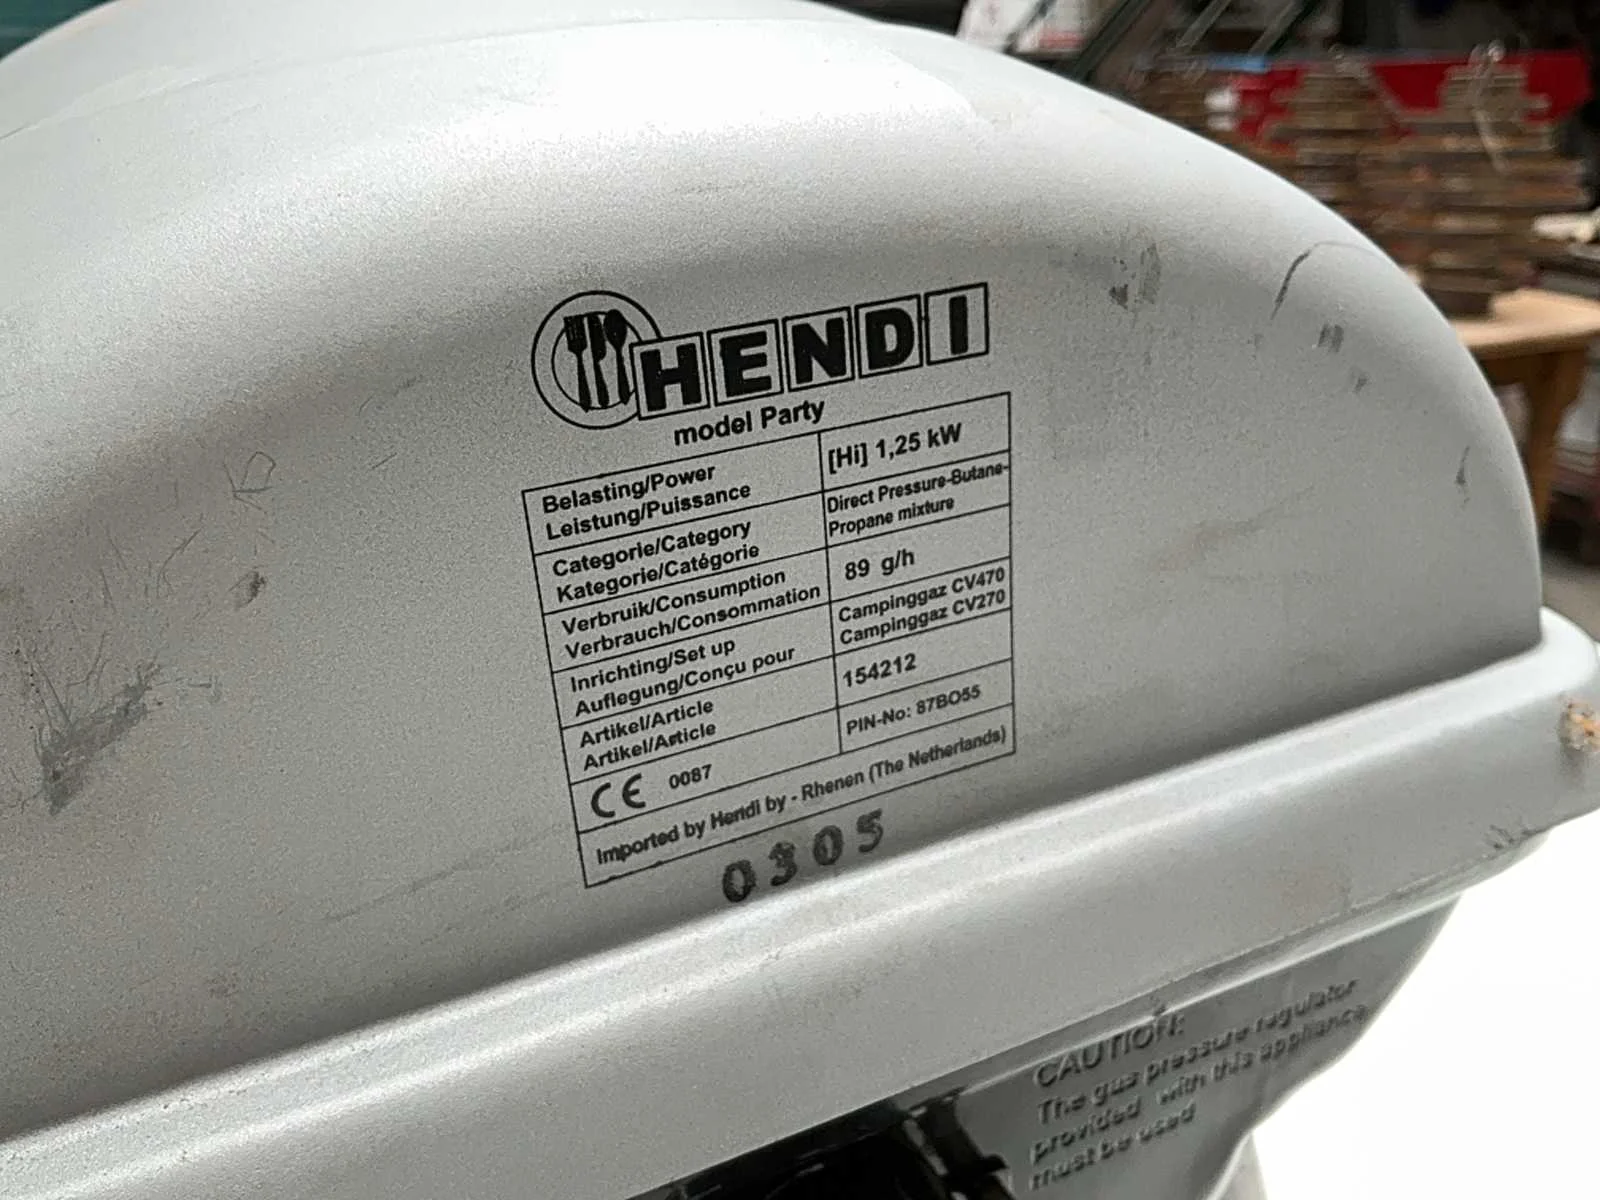 HENDI
model Party
Belasting/Power
Leistung/Puissance
[Hi] 1,25 kW
Categorie/Category
Kategorie/Catégorie
Direct Pressure-Butane-
Propane mixture
Verbruik/Consumption
Verbrauch/Consommation
89 g/h
Inrichting/Set up
Auflegung/Conçu pour
Campinggaz CV470
Campinggaz CV270
Artikel/Article
Artikel/Article
154212
CE 0087
PIN-No: 87BO55
Imported by Hendi by - Rhenen (The Netherlands)
0305
CAUTION:
The gas pressure regulator
provided with this appliance
must be used